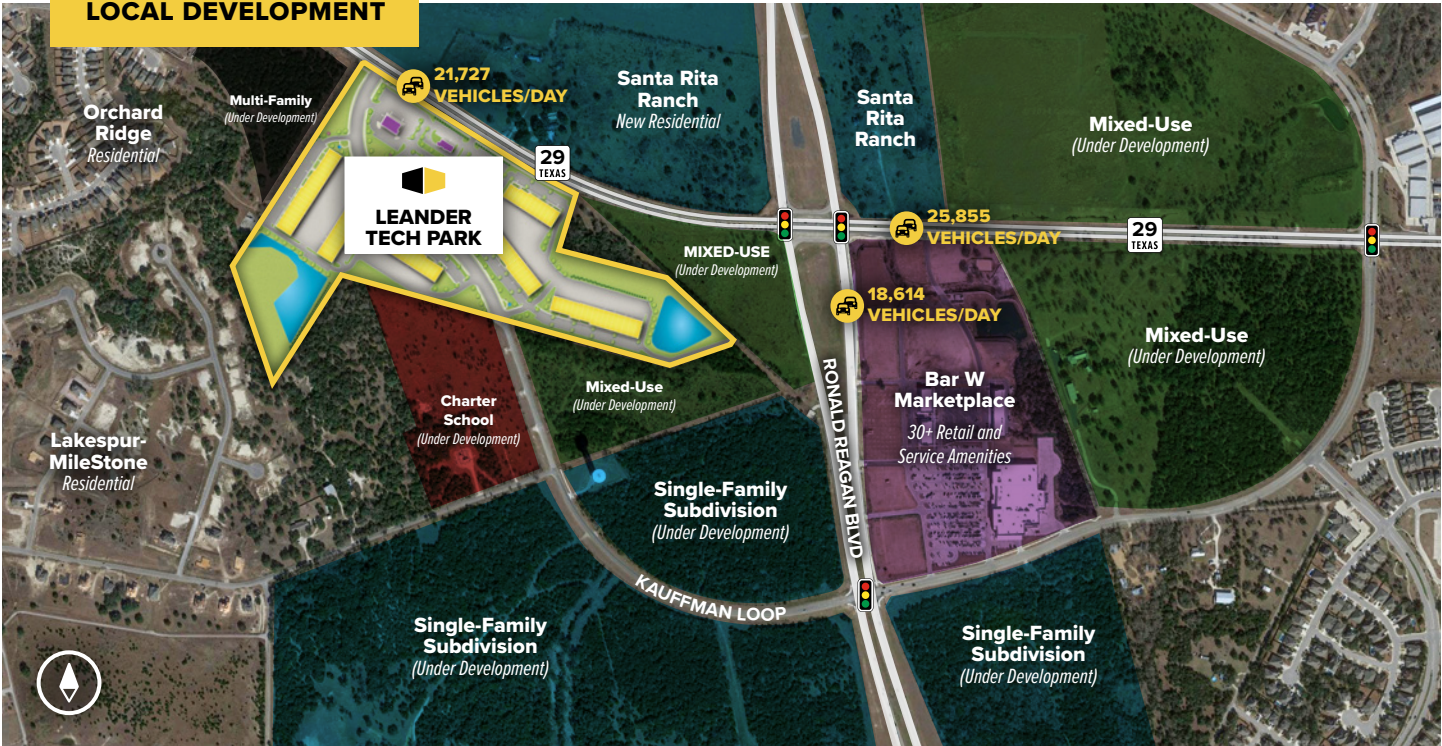 LOCAL DEVELOPMENT
21,727
VEHICLES/DAY
Orchard
Ridge
Residential
Multi-Family
(Under Development)
Santa Rita
Ranch
New Residential
Santa
Rita
Ranch
Mixed-Use
(Under Development)
29
TEXAS
LEANDER
TECH PARK
25,855
VEHICLES/DAY
29
TEXAS
MIXED-USE
(Under Development)
18,614
VEHICLES/DAY
Mixed-Use
(Under Development)
RONALD REAGAN BLVD
Bar W
Marketplace
30+ Retail and
Service Amenities
Mixed-Use
(Under Development)
Charter
School
(Under Development)
Lakespur-
MileStone
Residential
Single-Family
Subdivision
(Under Development)
KAUFFMAN LOOP
Single-Family
Subdivision
(Under Development)
Single-Family
Subdivision
(Under Development)